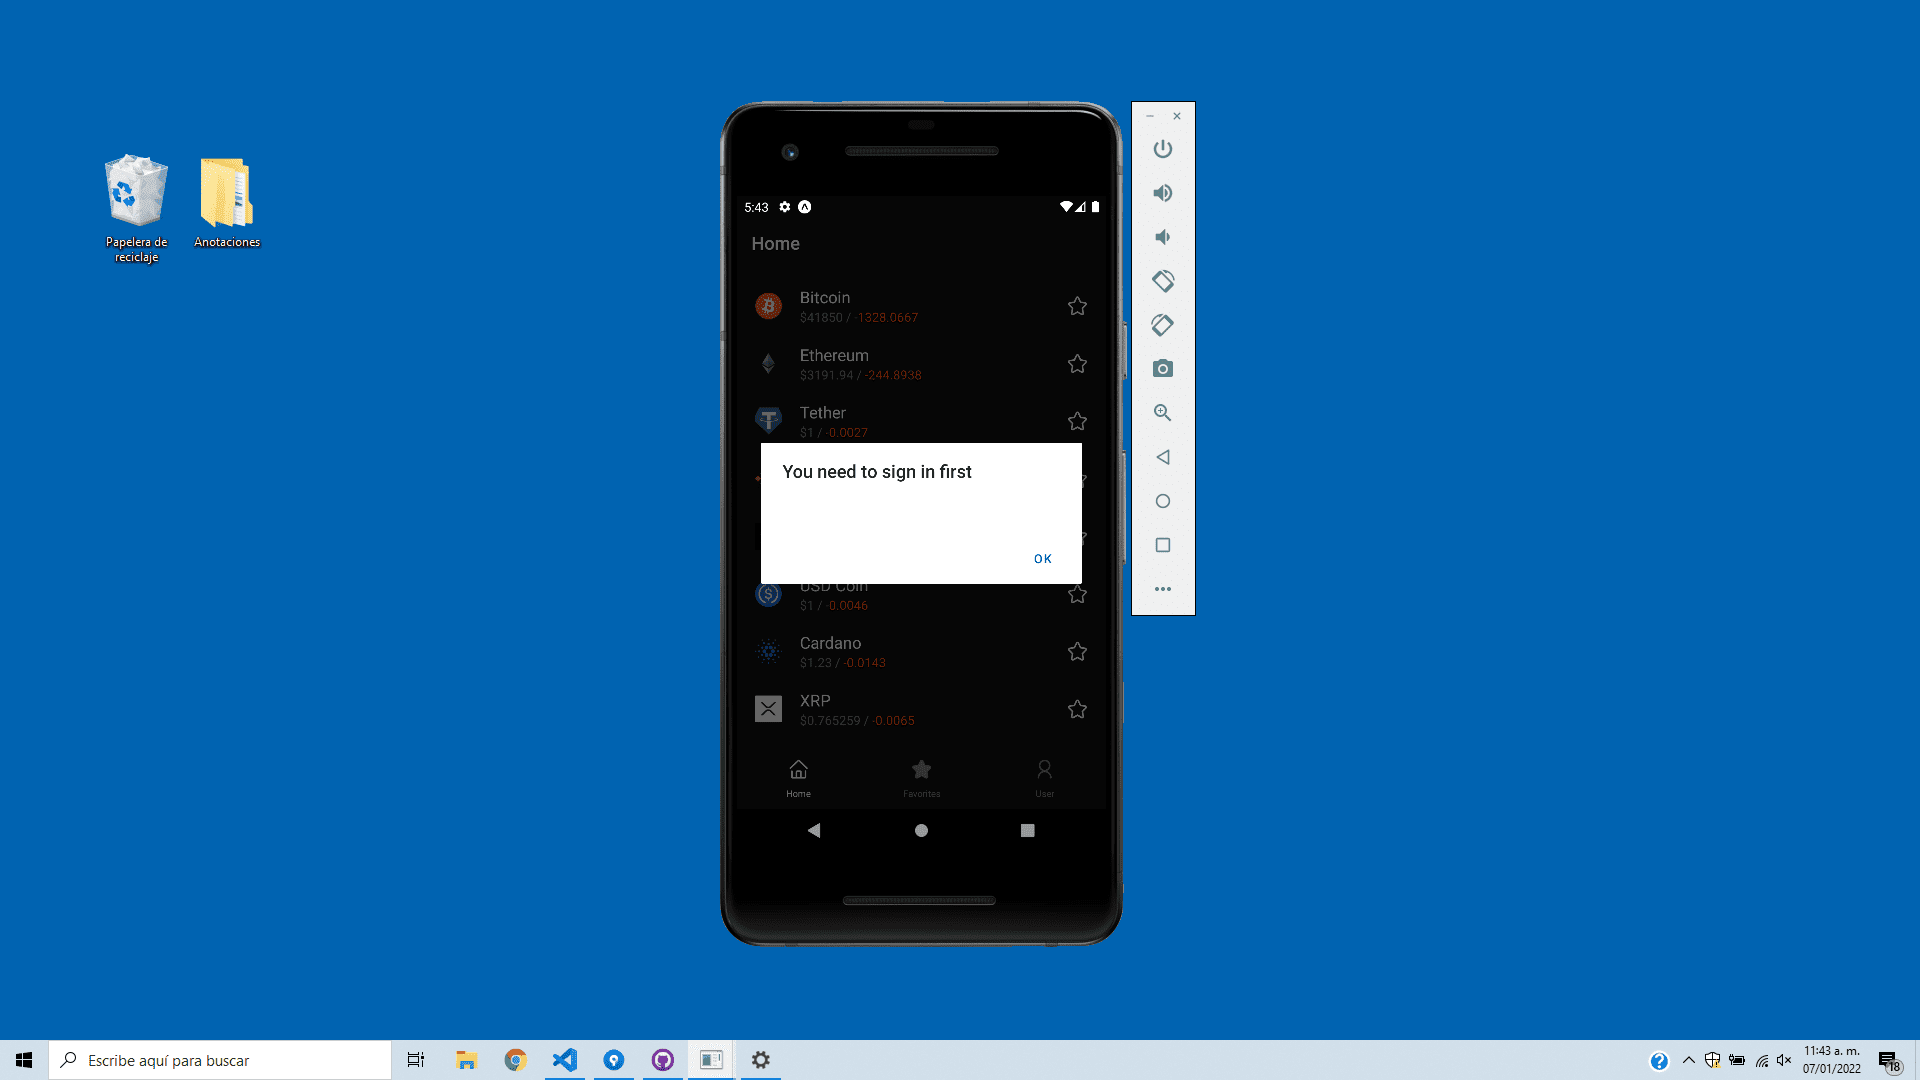 Papelera de
reciclaje
Anotaciones
5:43
Home
Bitcoin
$41850 / -1328.0667
Ethereum
$3191.94 / -244.8938
Tether
$1 / -0.0027
You need to sign in first
OK
USD Coin
$1 / -0.0046
Cardano
$1.23 / -0.0143
XRP
$0.765259 / -0.0065
Home
Favorites
User
Escribe aquí para buscar
11:43 a. m.
07/01/2022
18